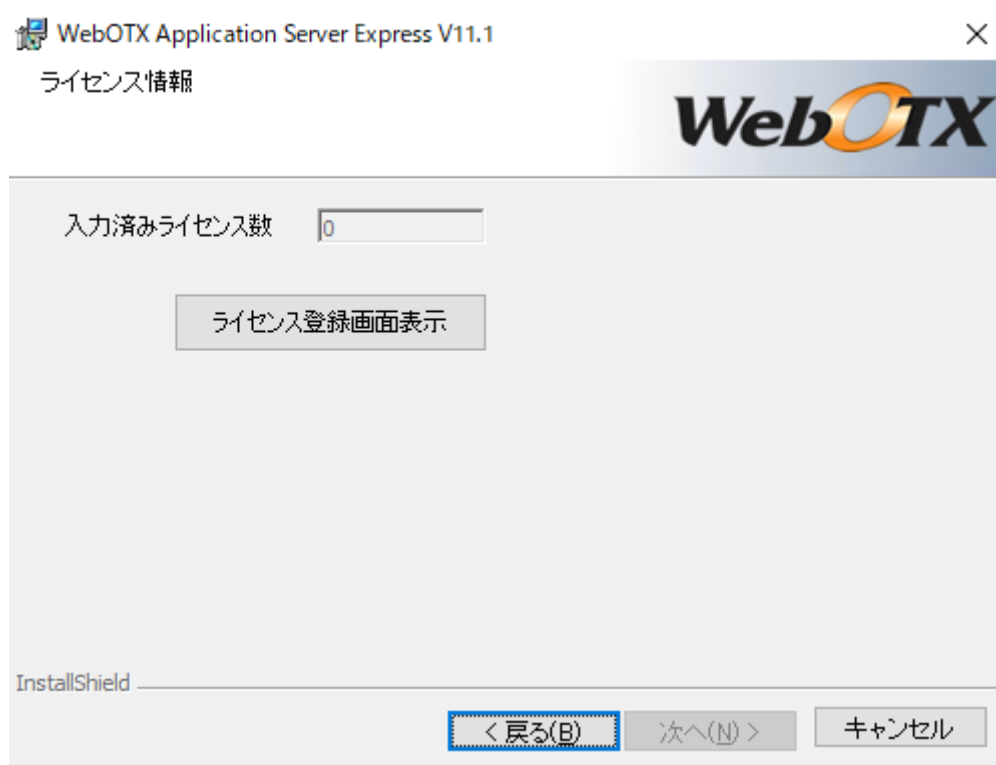 WebOTX Application Server Express V11.1
ライセンス情報
WebOTX
入力済みライセンス数 0
ライセンス登録画面表示
InstallShield
< 戻る(B) 次へ(N) > キャンセル